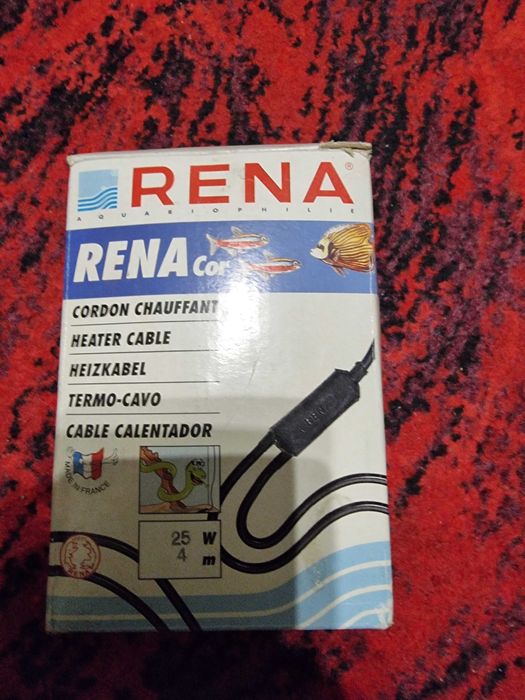 RENA®
AQUARIOPHILIE
RENA Cor
CORDON CHAUFFANT
HEATER CABLE
HEIZKABEL
TERMO-CAVO
CABLE CALENTADOR
MADE IN FRANCE
25 W
4 m